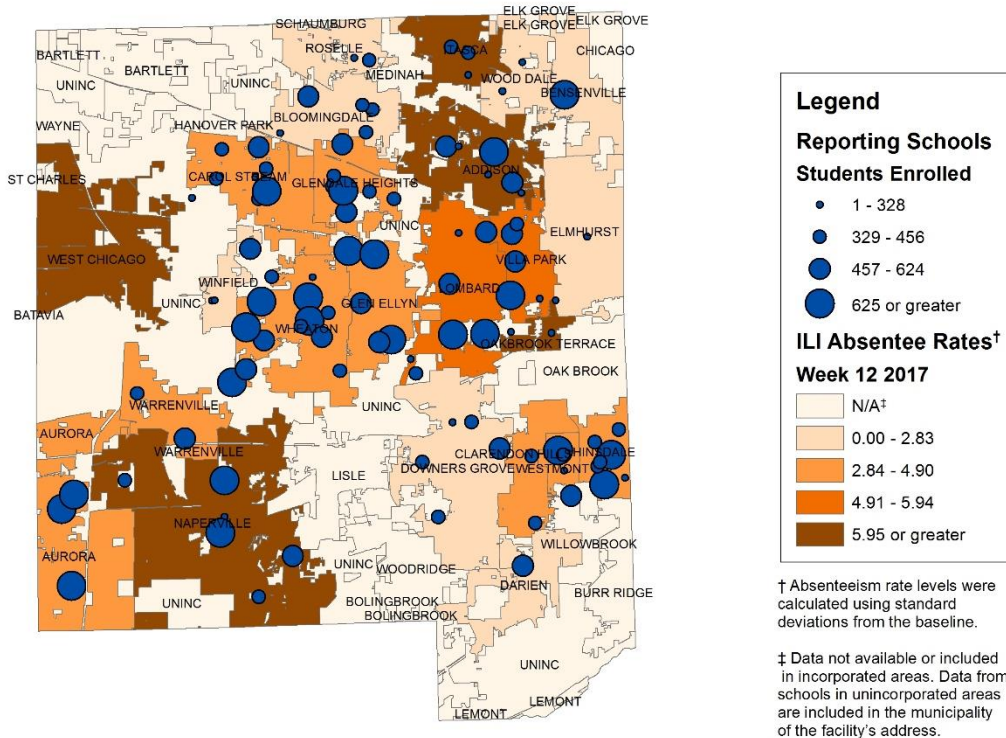 SCHAUMBURG
ELK GROVE
ELK GROVE
ELK GROVE
BARTLETT
ROSELLE
ITASCA
CHICAGO
BARTLETT
MEDINAH
WOOD DALE
UNINC
UNINC
BENSENVILLE
BLOOMINGDALE
WAYNE
HANOVER PARK
ST CHARLES
CAROL STREAM
GLENDALE HEIGHTS
ADDISON
UNINC
ELMHURST
WEST CHICAGO
VILLA PARK
WINFIELD
LOMBARD
UNINC
GLEN ELLYN
BATAVIA
WHEATON
OAKBROOK TERRACE
OAK BROOK
WARRENVILLE
UNINC
AURORA
WARRENVILLE
CLARENDON HILLS
HINSDALE
LISLE
DOWNERS GROVE
WESTMONT
NAPERVILLE
AURORA
WILLOWBROOK
UNINC
WOODRIDGE
DARIEN
UNINC
BOLINGBROOK
BURR RIDGE
BOLINGBROOK
UNINC
LEMONT
LEMONT
Legend
Reporting Schools
Students Enrolled
1 - 328
329 - 456
457 - 624
625 or greater
ILI Absentee Rates†
Week 12 2017
N/A‡
0.00 - 2.83
2.84 - 4.90
4.91 - 5.94
5.95 or greater
† Absenteeism rate levels were
calculated using standard
deviations from the baseline.
‡ Data not available or included
in incorporated areas. Data from
schools in unincorporated areas
are included in the municipality
of the facility's address.